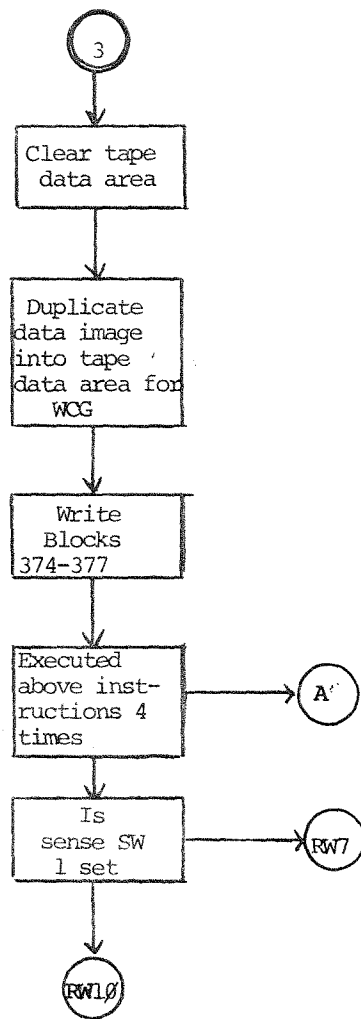 3
Clear tape
data area
Duplicate
data image
into tape
data area for
WCG
Write
Blocks
374-377
Executed
above inst-
ructions 4
times
A'
Is
sense SW
1 set
RW7
RW1Ø